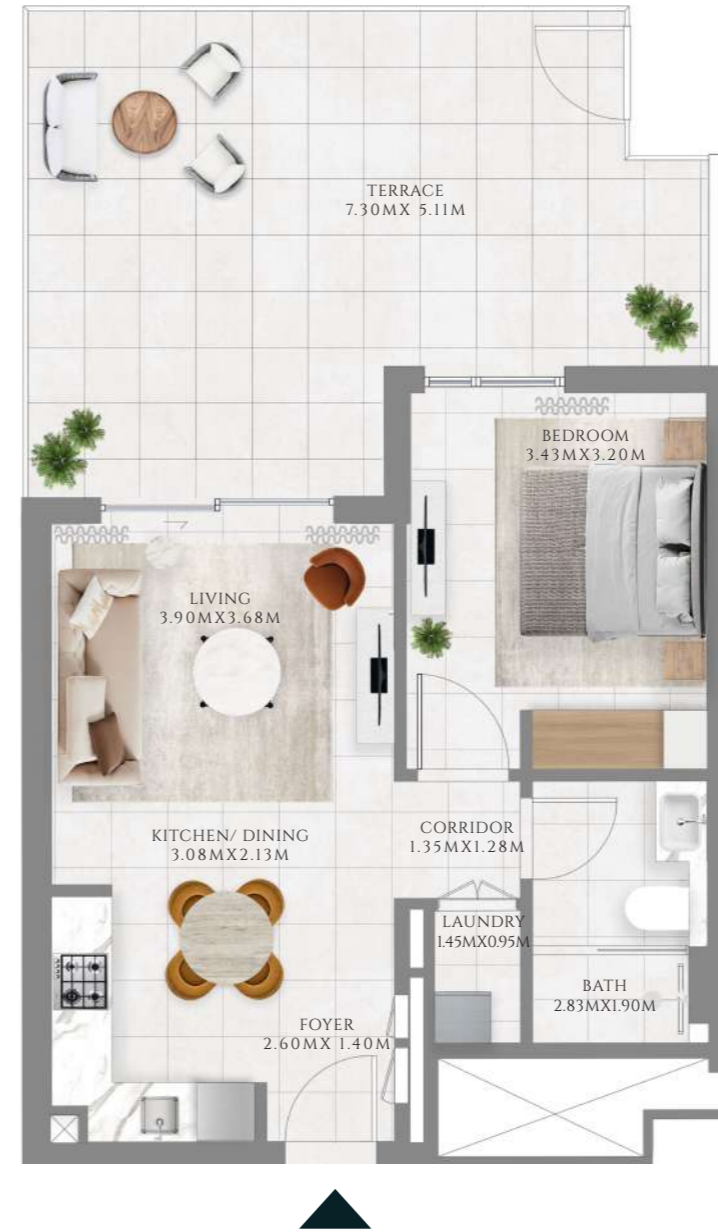 TERRACE
7.30MX 5.11M
BEDROOM
3.43MX3.20M
LIVING
3.90MX3.68M
KITCHEN/ DINING
3.08MX2.13M
CORRIDOR
1.35MX1.28M
LAUNDRY
1.45MX0.95M
BATH
2.83MX1.90M
FOYER
2.60MX 1.40M